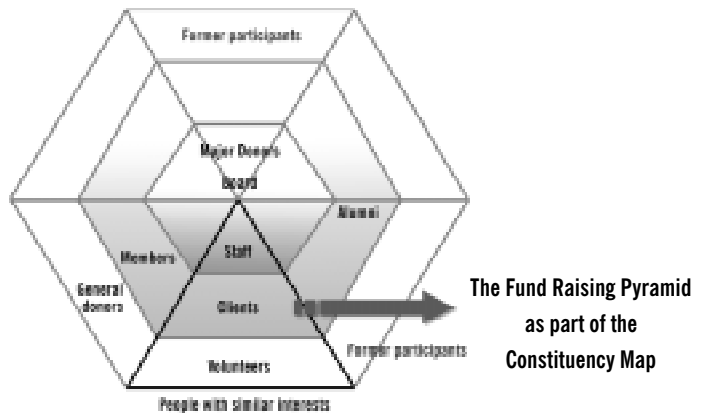 Former participants
Major Donors
Board
Alumni
Staff
Members
General
donors
Clients
The Fund Raising Pyramid
as part of the
Constituency Map
Former participants
Volunteers
People with similar interests